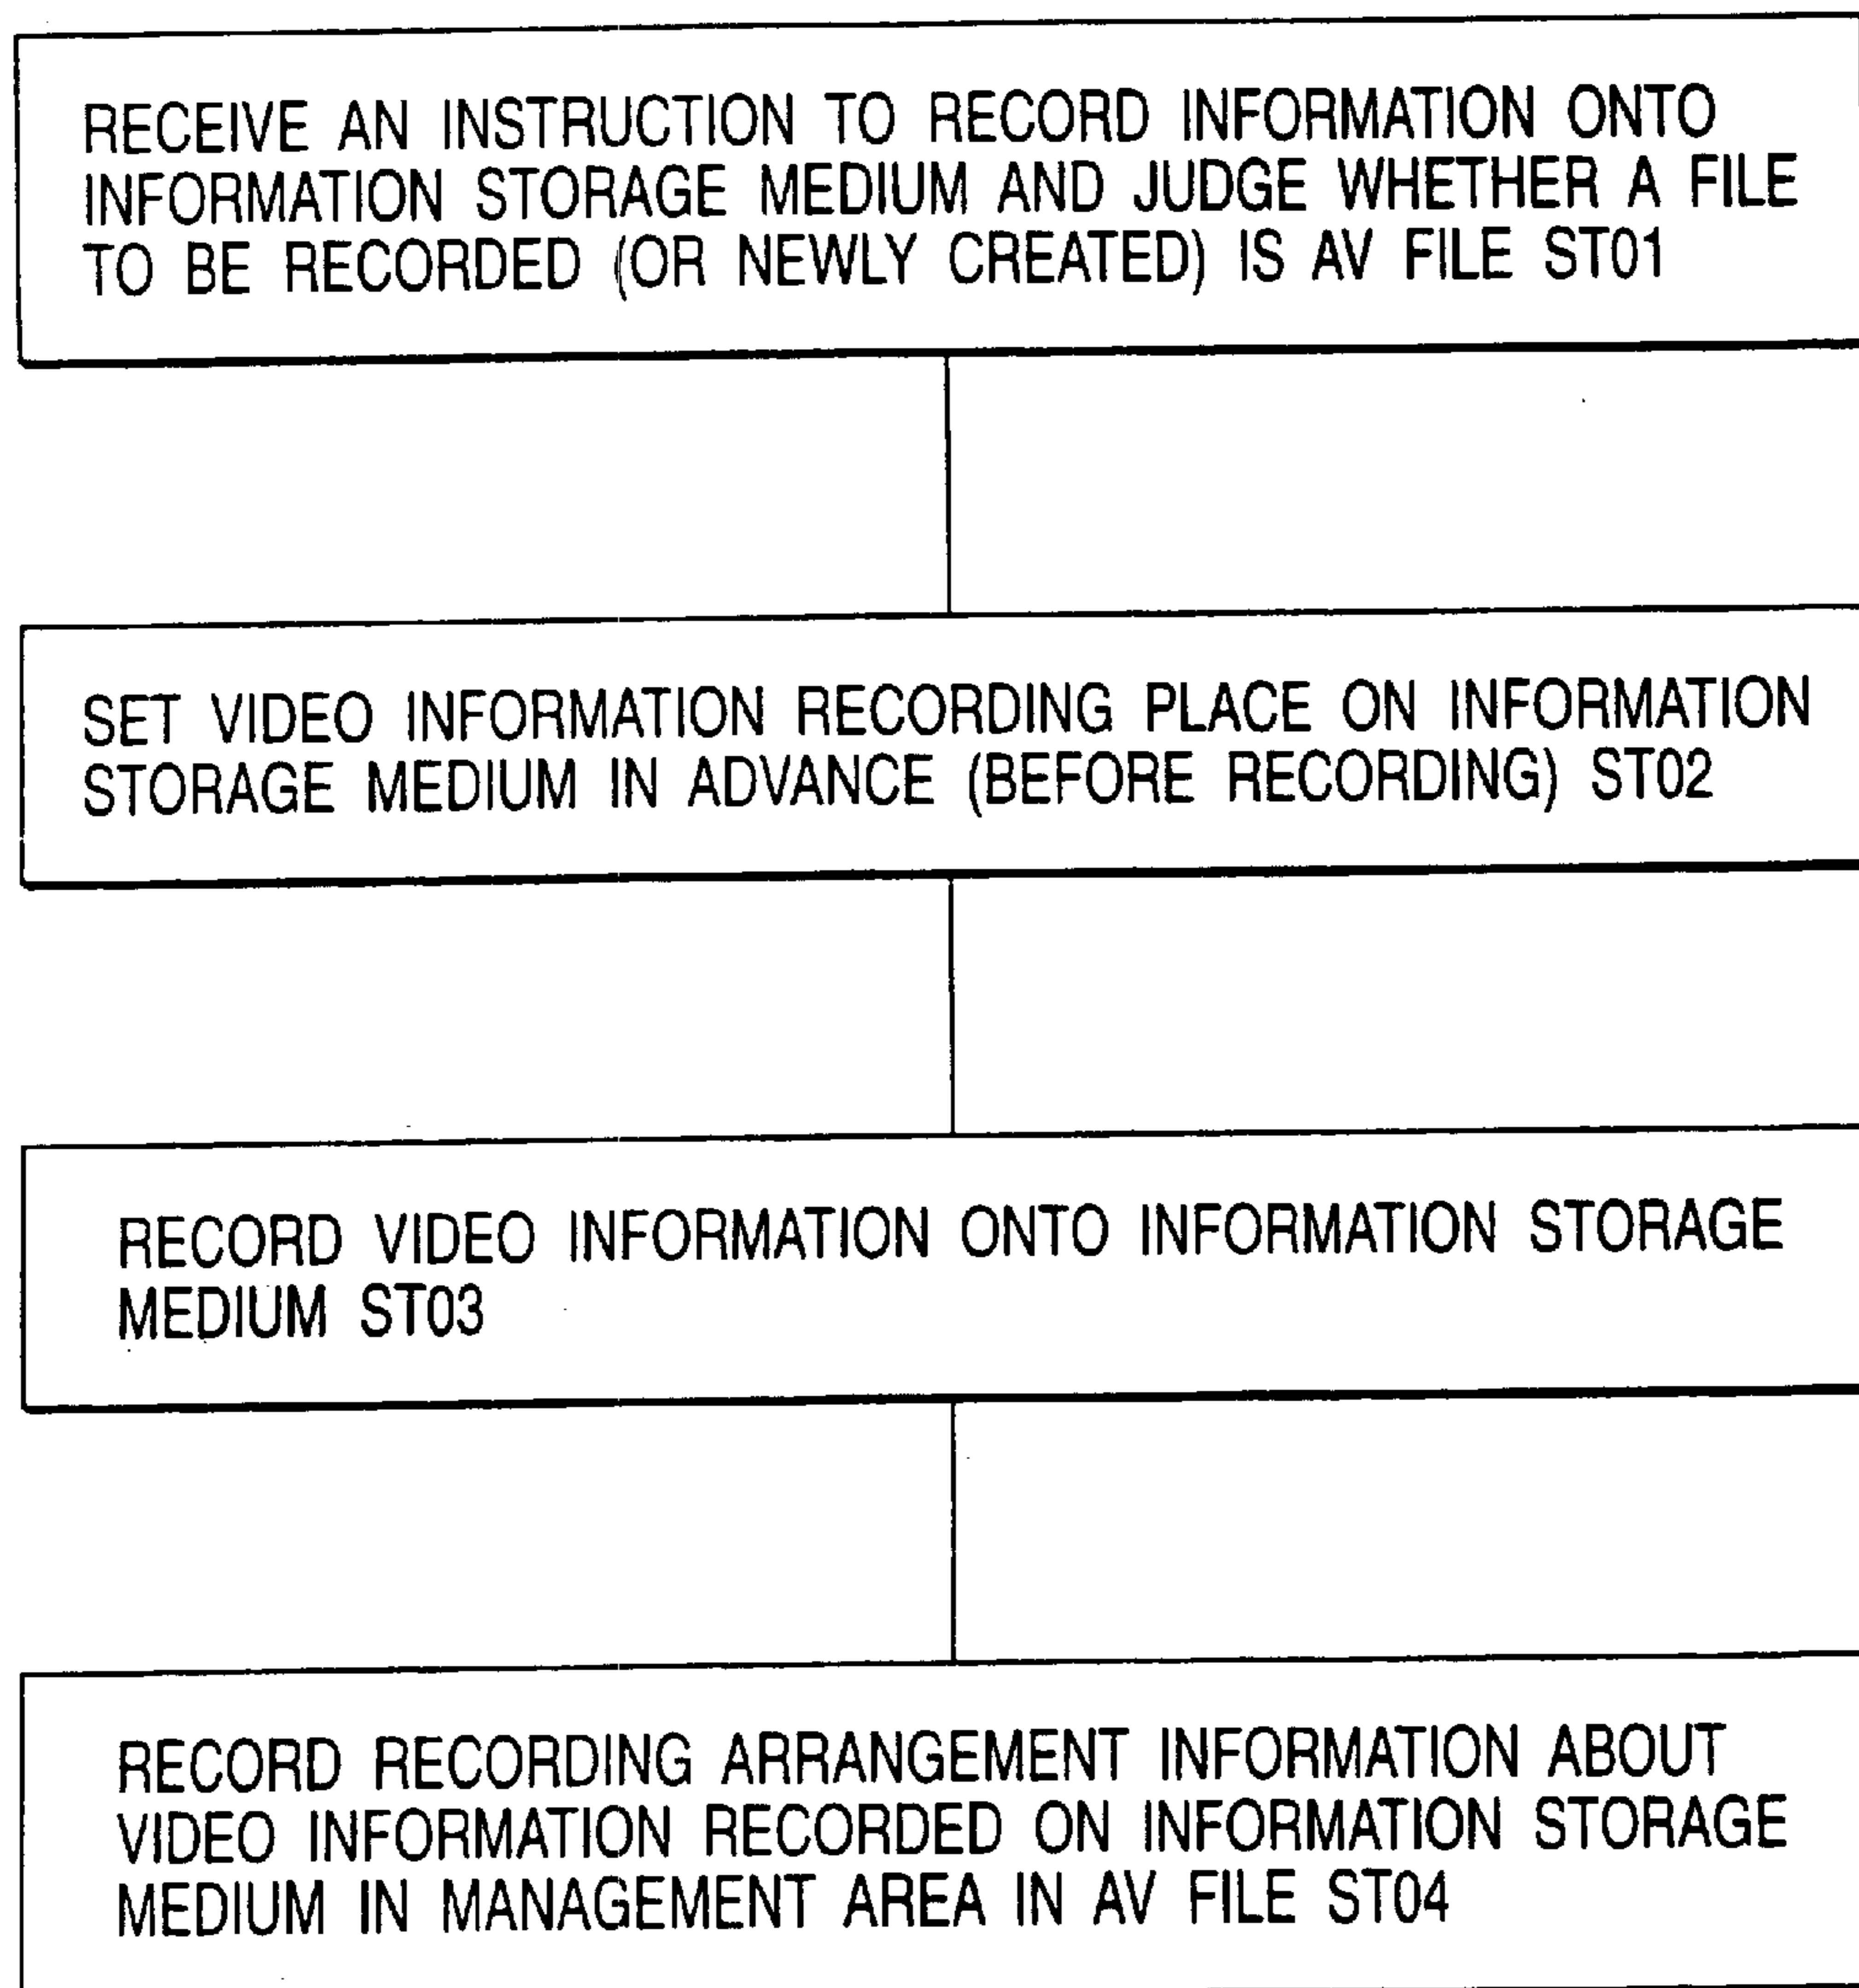 RECEIVE AN INSTRUCTION TO RECORD INFORMATION ONTO
INFORMATION STORAGE MEDIUM AND JUDGE WHETHER A FILE
TO BE RECORDED (OR NEWLY CREATED) IS AV FILE ST01
SET VIDEO INFORMATION RECORDING PLACE ON INFORMATION
STORAGE MEDIUM IN ADVANCE (BEFORE RECORDING) ST02
RECORD VIDEO INFORMATION ONTO INFORMATION STORAGE
MEDIUM ST03
RECORD RECORDING ARRANGEMENT INFORMATION ABOUT
VIDEO INFORMATION RECORDED ON INFORMATION STORAGE
MEDIUM IN MANAGEMENT AREA IN AV FILE ST04